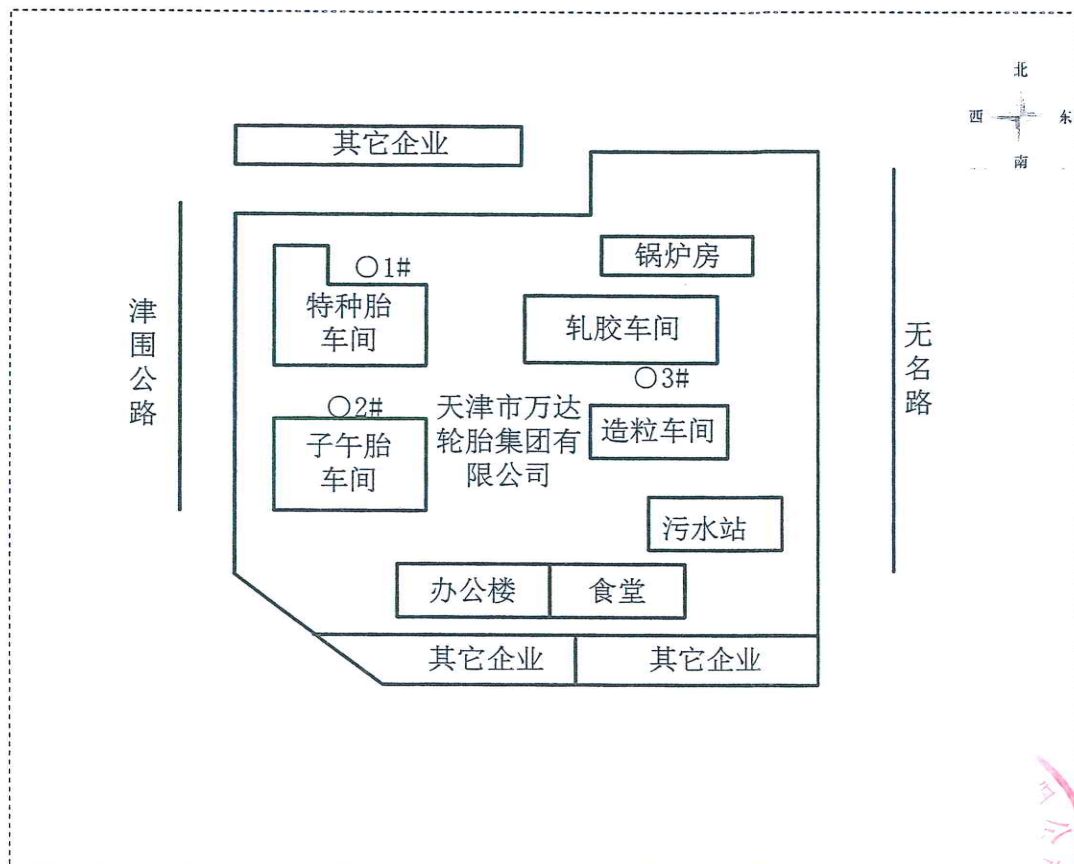 北
西
东
南
其它企业
锅炉房
○1#
特种胎
车间
轧胶车间
津围公路
无名路
○3#
○2#
子午胎
车间
天津市万达
轮胎集团有
限公司
造粒车间
污水站
办公楼
食堂
其它企业
其它企业